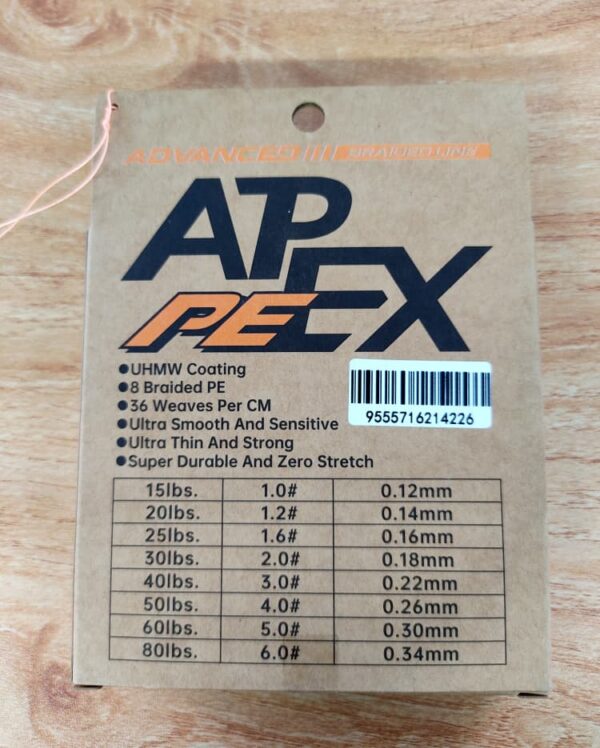 ADVANCED BRAIDED LINE
APEX
PE
●UHMW Coating
●8 Braided PE
●36 Weaves Per CM
●Ultra Smooth And Sensitive
●Ultra Thin And Strong
●Super Durable And Zero Stretch
9555716214226
15lbs. 1.0# 0.12mm
20lbs. 1.2# 0.14mm
25lbs. 1.6# 0.16mm
30lbs. 2.0# 0.18mm
40lbs. 3.0# 0.22mm
50lbs. 4.0# 0.26mm
60lbs. 5.0# 0.30mm
80lbs. 6.0# 0.34mm